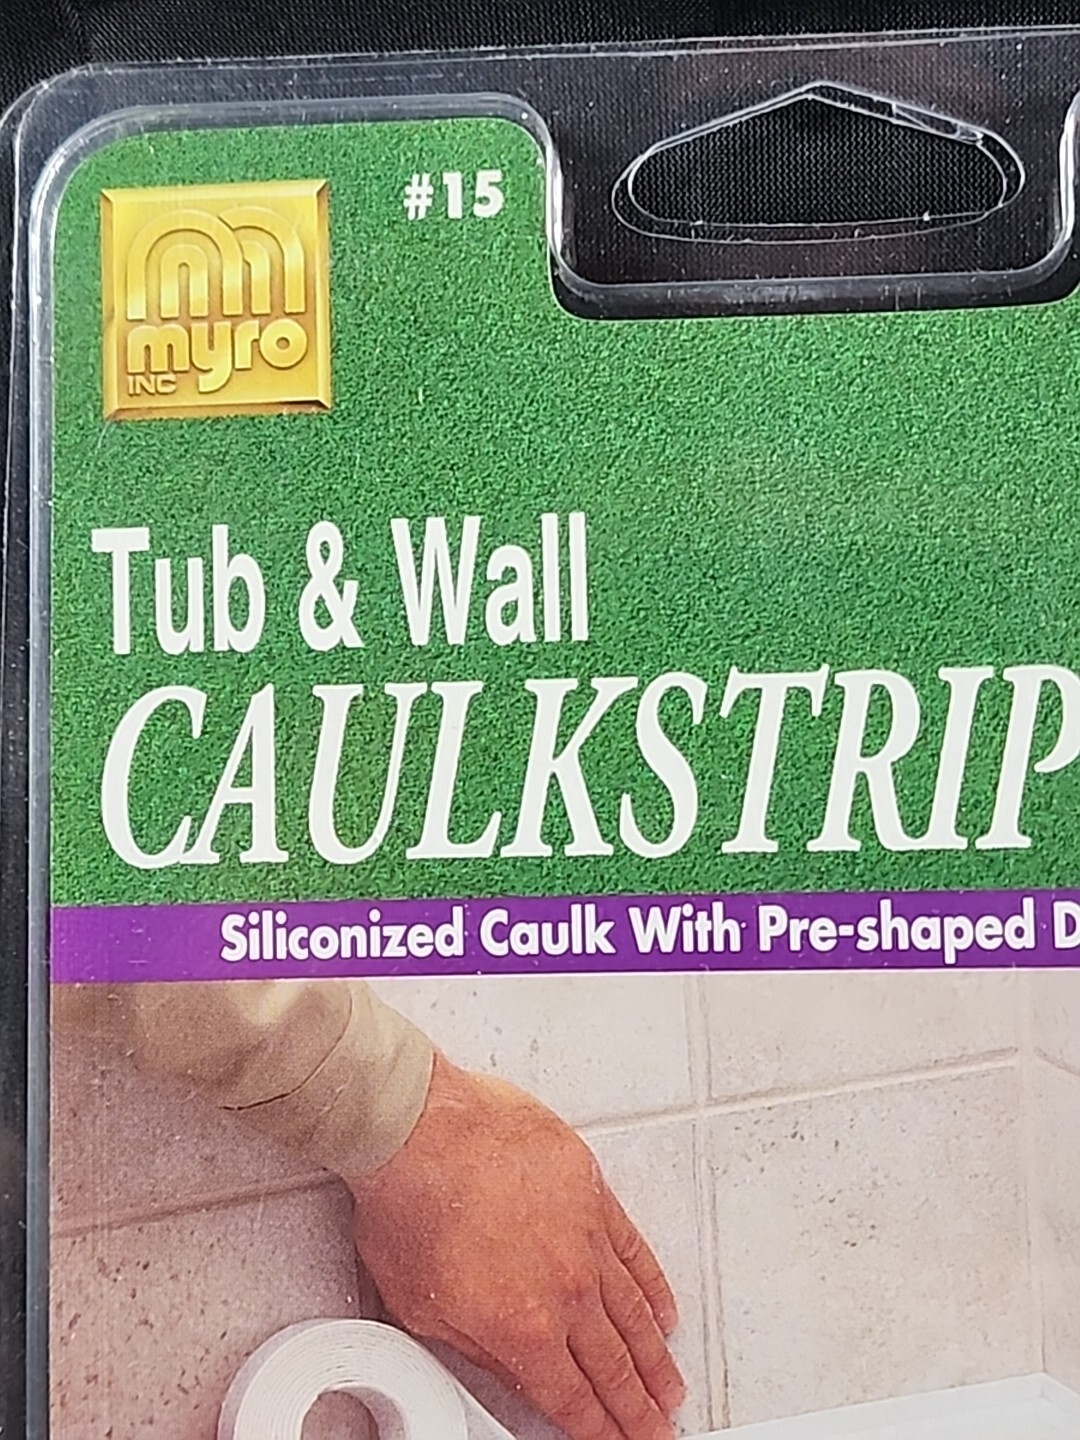 #15
myro
INC
Tub & Wall
CAULKSTRIP
Siliconized Caulk With Pre-shaped D